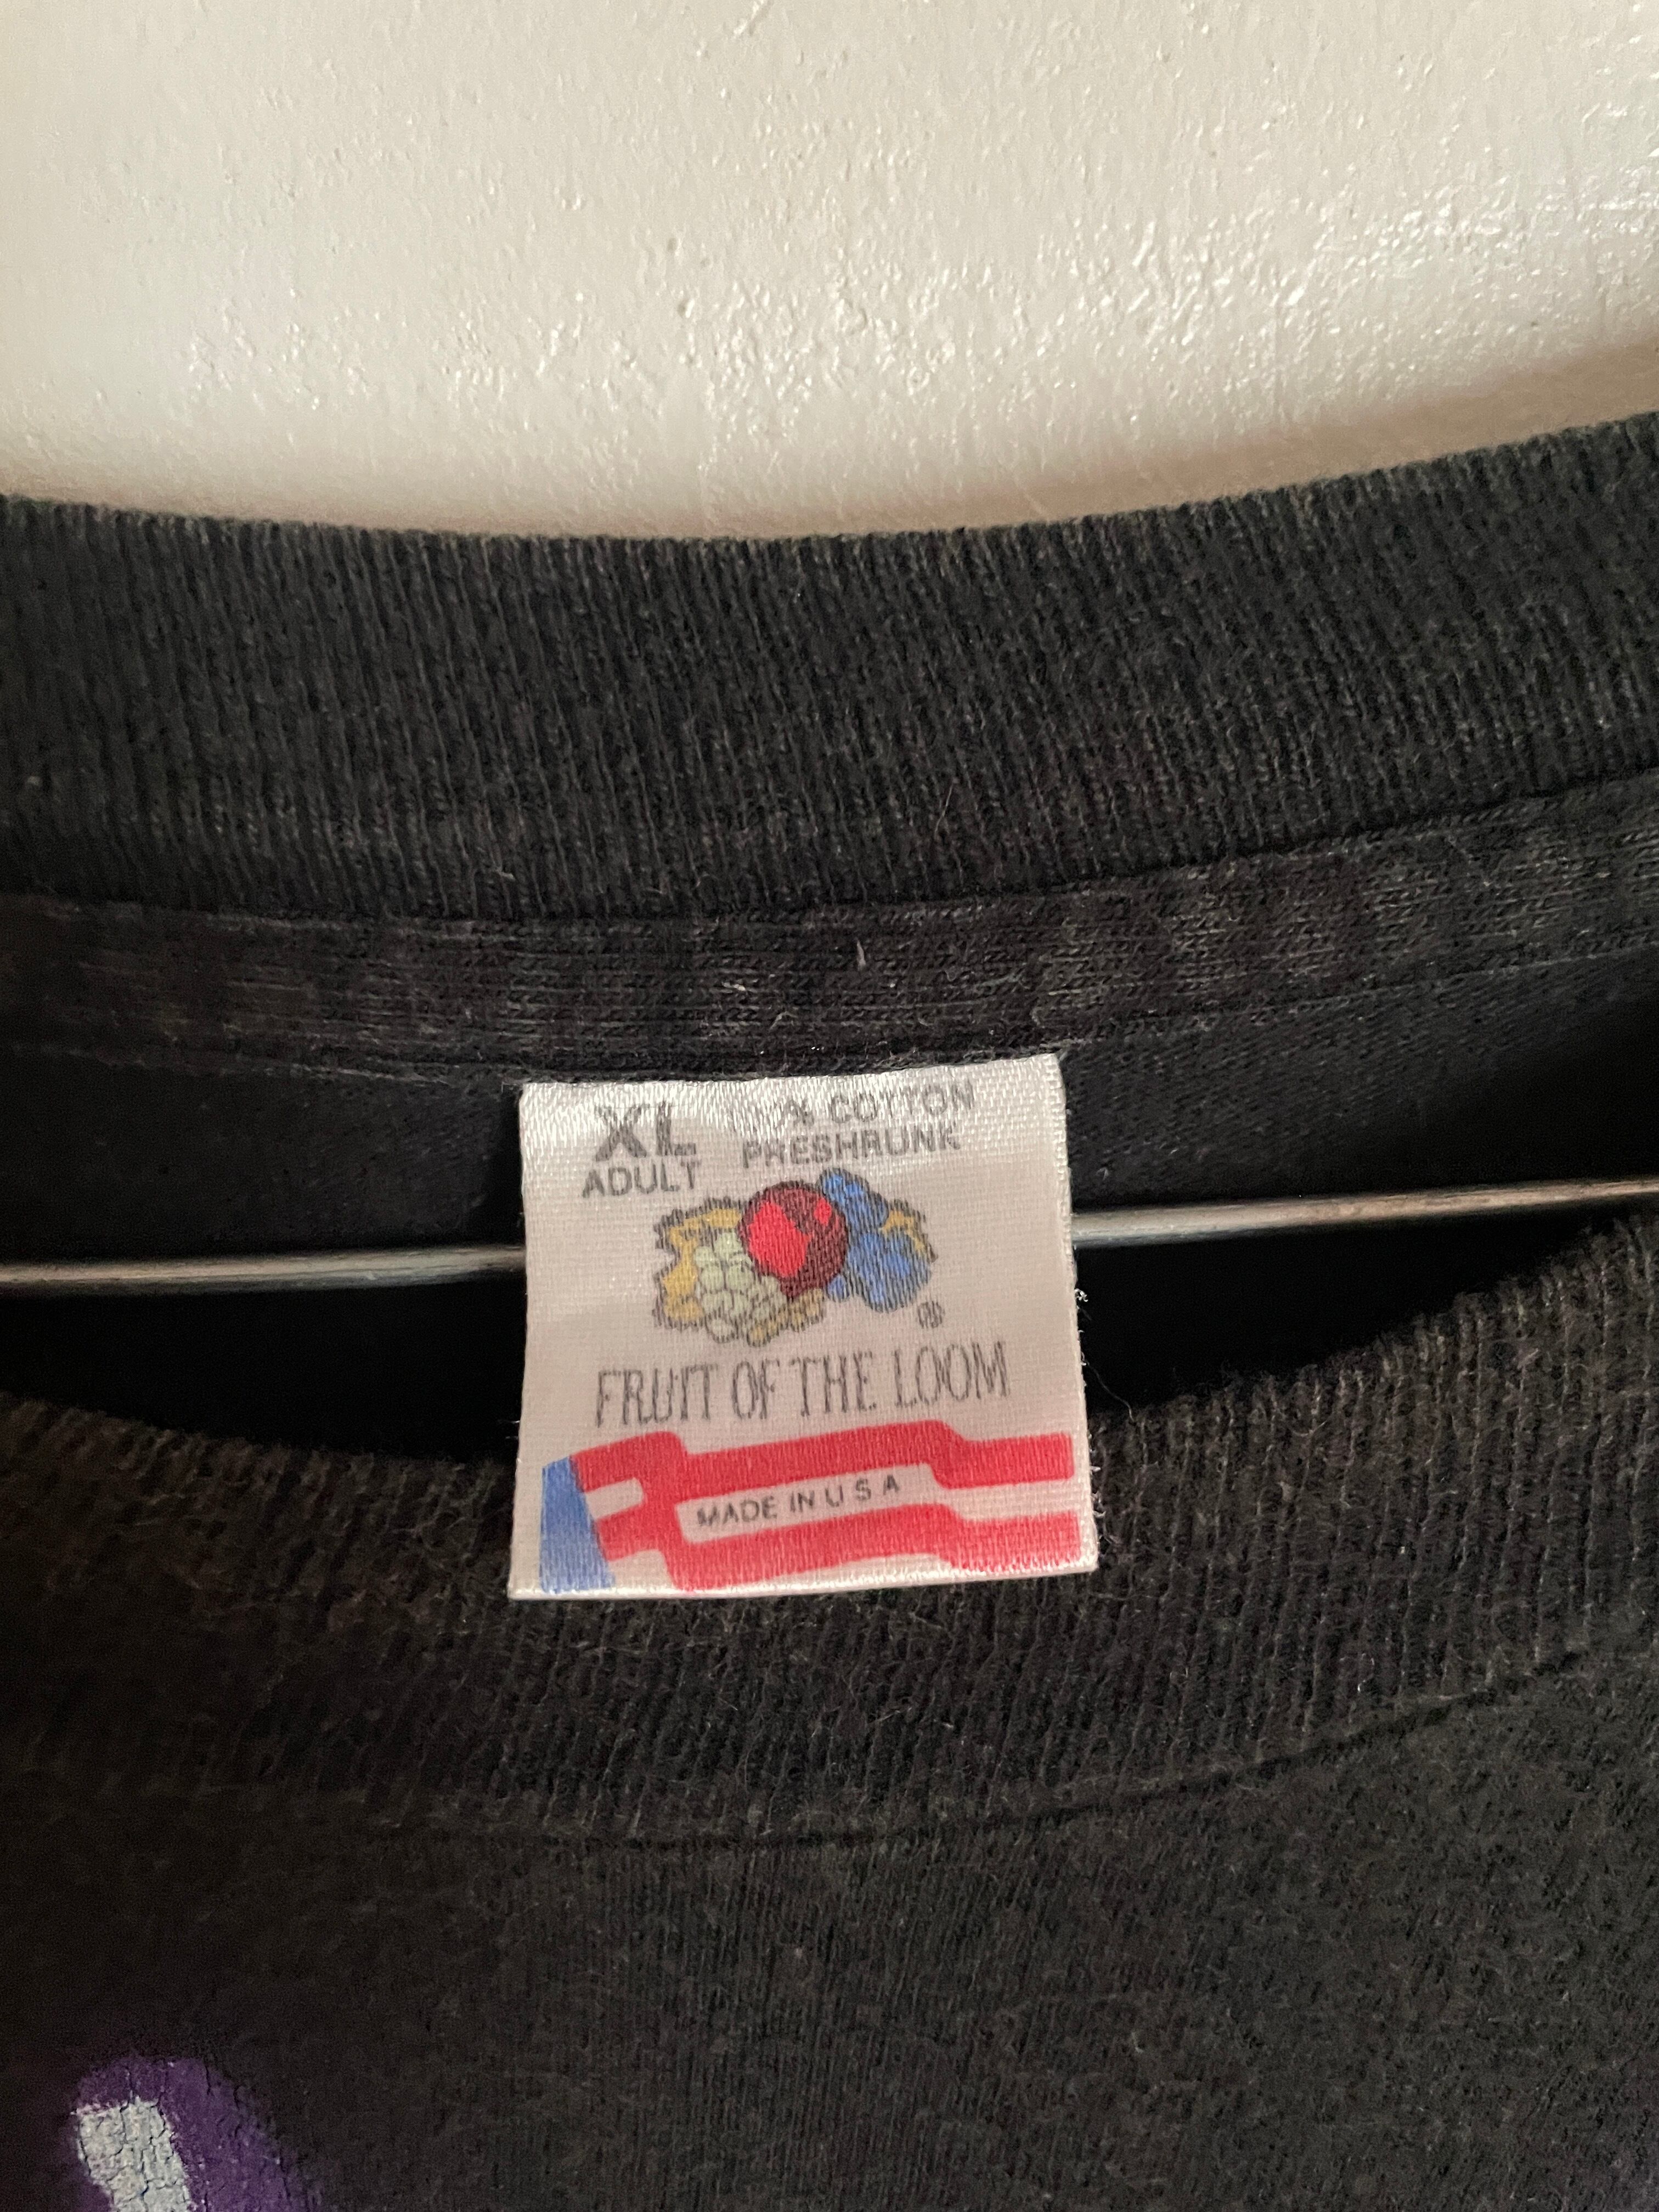 XL
ADULT
COTTON
PRESHRUNK
®
FRUIT OF THE LOOM
MADE IN U S A